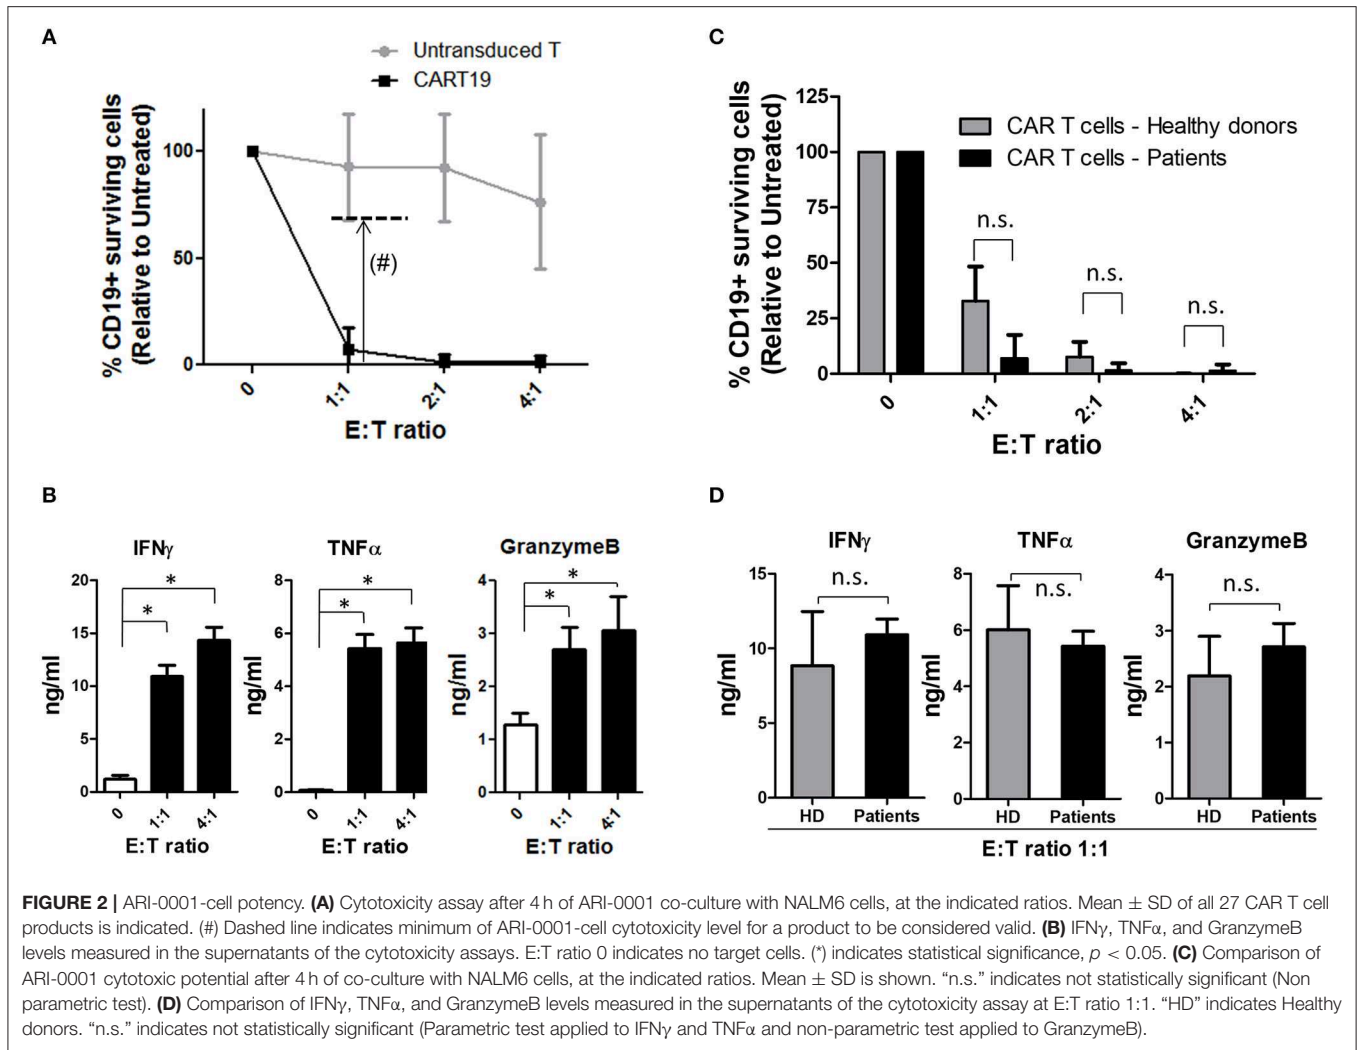 A
Untransduced T
CART19
% CD19+ surviving cells
(Relative to Untreated)
100
50
0
(#)
0
1:1
2:1
4:1
E:T ratio
C
% CD19+ surviving cells
(Relative to Untreated)
125
100
75
50
25
0
CAR T cells - Healthy donors
CAR T cells - Patients
n.s.
n.s.
n.s.
0
1:1
2:1
4:1
E:T ratio
B
IFNγ
ng/ml
20
15
10
5
0
*
*
0
1:1
4:1
E:T ratio
TNFα
ng/ml
8
6
4
2
0
*
*
0
1:1
4:1
E:T ratio
GranzymeB
ng/ml
4
3
2
1
0
*
*
0
1:1
4:1
E:T ratio
D
IFNγ
ng/ml
15
10
5
0
n.s.
HD Patients
TNFα
ng/ml
8
6
4
2
0
n.s.
HD Patients
GranzymeB
ng/ml
4
3
2
1
0
n.s.
HD Patients
E:T ratio 1:1
FIGURE 2 | ARI-0001-cell potency. (A) Cytotoxicity assay after 4 h of ARI-0001 co-culture with NALM6 cells, at the indicated ratios. Mean ± SD of all 27 CAR T cell
products is indicated. (#) Dashed line indicates minimum of ARI-0001-cell cytotoxicity level for a product to be considered valid. (B) IFNγ, TNFα, and GranzymeB
levels measured in the supernatants of the cytotoxicity assays. E:T ratio 0 indicates no target cells. (*) indicates statistical significance, p < 0.05. (C) Comparison of
ARI-0001 cytotoxic potential after 4 h of co-culture with NALM6 cells, at the indicated ratios. Mean ± SD is shown. “n.s.” indicates not statistically significant (Non
parametric test). (D) Comparison of IFNγ, TNFα, and GranzymeB levels measured in the supernatants of the cytotoxicity assay at E:T ratio 1:1. “HD” indicates Healthy
donors. “n.s.” indicates not statistically significant (Parametric test applied to IFNγ and TNFα and non-parametric test applied to GranzymeB).